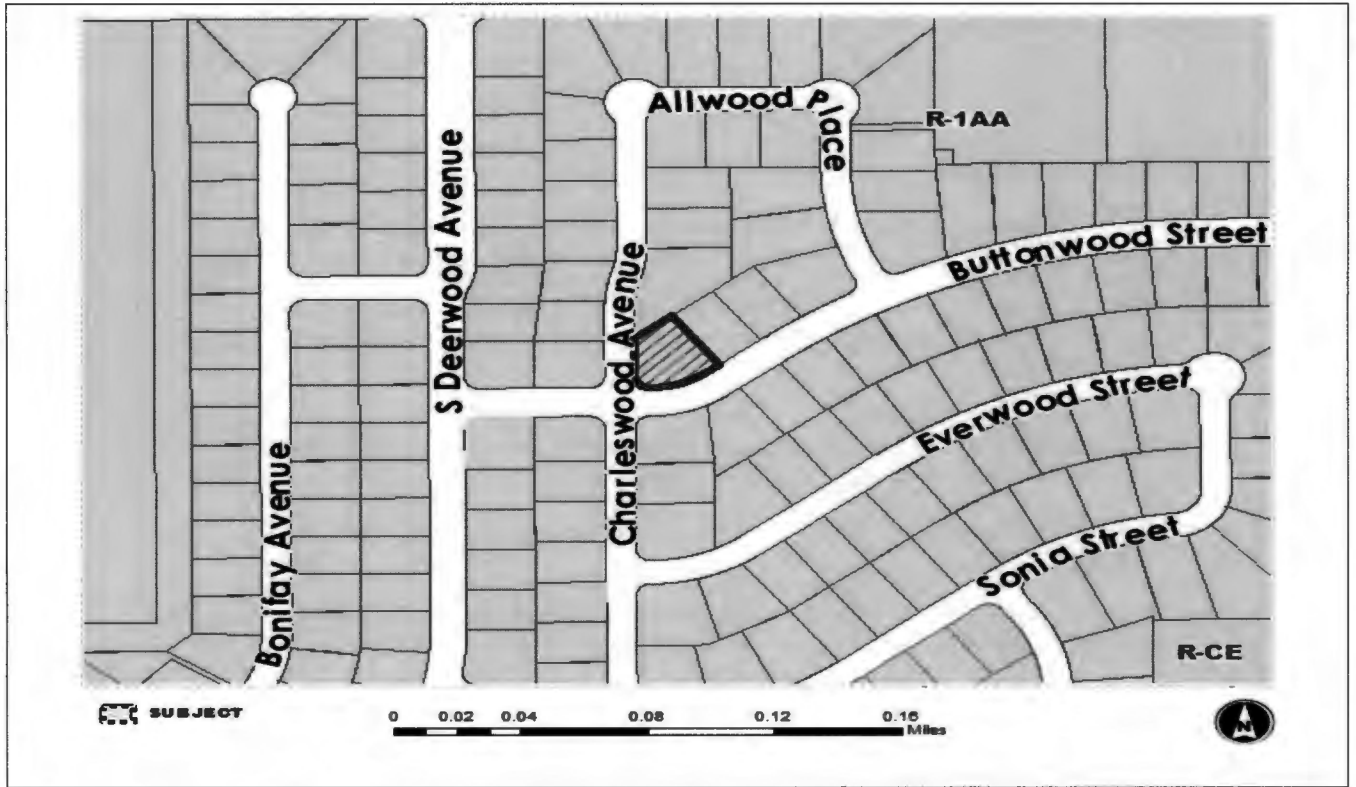 Allwood Place
R-1AA
S Deerwood Avenue
Buttonwood Street
Charleswood Avenue
Everwood Street
Bonifay Avenue
Sonia Street
R-CE
SUBJECT
0 0.02 0.04 0.08 0.12 0.16
Miles
N